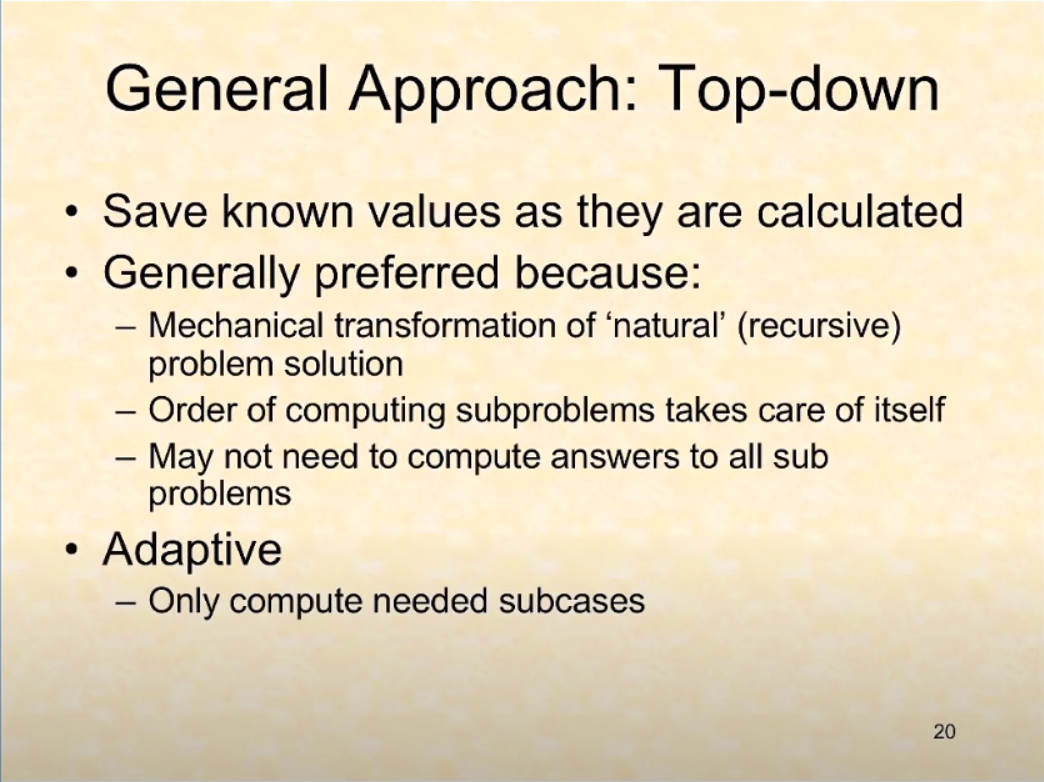 General Approach: Top-down
• Save known values as they are calculated
• Generally preferred because:
– Mechanical transformation of ‘natural’ (recursive)
problem solution
– Order of computing subproblems takes care of itself
– May not need to compute answers to all sub
problems
• Adaptive
– Only compute needed subcases
20